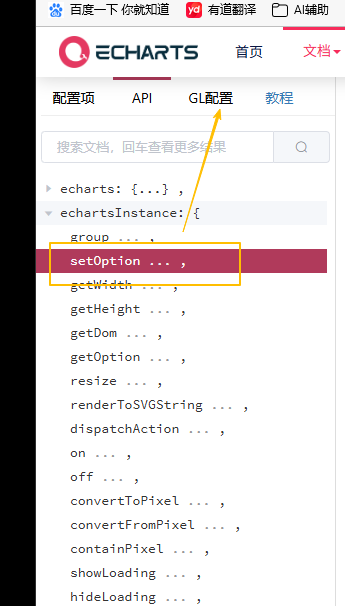 百度一下 你就知道 yd 有道翻译 AI辅助
ECHARTS 首页 文档
配置项 API GL配置 教程
搜索文档，回车查看更多结果
echarts: {...} ,
echartsInstance: {
group ... ,
setOption ... ,
getWidth ... ,
getHeight ... ,
getDom ... ,
getOption ... ,
resize ... ,
renderToSVGString ... ,
dispatchAction ... ,
on ... ,
off ... ,
convertToPixel ... ,
convertFromPixel ... ,
containPixel ... ,
showLoading ... ,
hideLoading ... ,